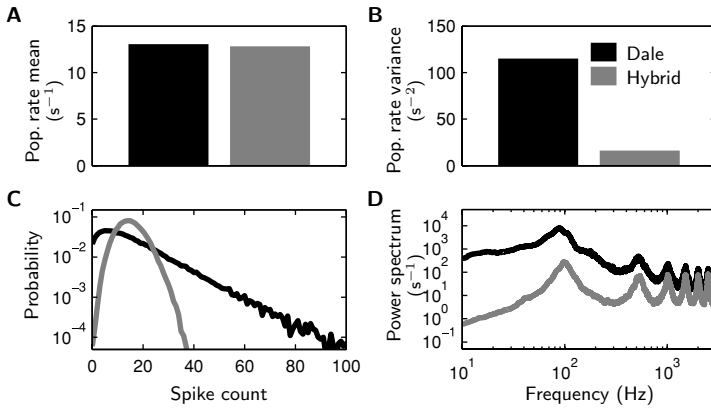 A
B
15
10
5
0
Pop. rate mean
(s⁻¹)
150
100
50
0
Pop. rate variance
(s⁻²)
Dale
Hybrid
C
D
10⁻¹
10⁻²
10⁻³
10⁻⁴
Probability
0 20 40 60 80 100
Spike count
10⁴
10³
10²
10¹
10⁰
10⁻¹
Power spectrum
(s⁻¹)
10¹ 10² 10³
Frequency (Hz)